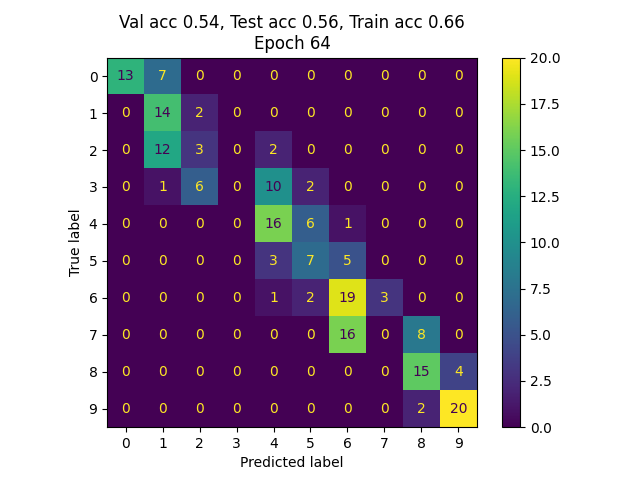 Val acc 0.54, Test acc 0.56, Train acc 0.66
Epoch 64
0 13 7 0 0 0 0 0 0 0 0
1 0 14 2 0 0 0 0 0 0 0
2 0 12 3 0 2 0 0 0 0 0
3 0 1 6 0 10 2 0 0 0 0
4 0 0 0 0 16 6 1 0 0 0
5 0 0 0 0 3 7 5 0 0 0
6 0 0 0 0 1 2 19 3 0 0
7 0 0 0 0 0 0 16 0 8 0
8 0 0 0 0 0 0 0 0 15 4
9 0 0 0 0 0 0 0 0 2 20
0 1 2 3 4 5 6 7 8 9
Predicted label
True label
20.0
17.5
15.0
12.5
10.0
7.5
5.0
2.5
0.0